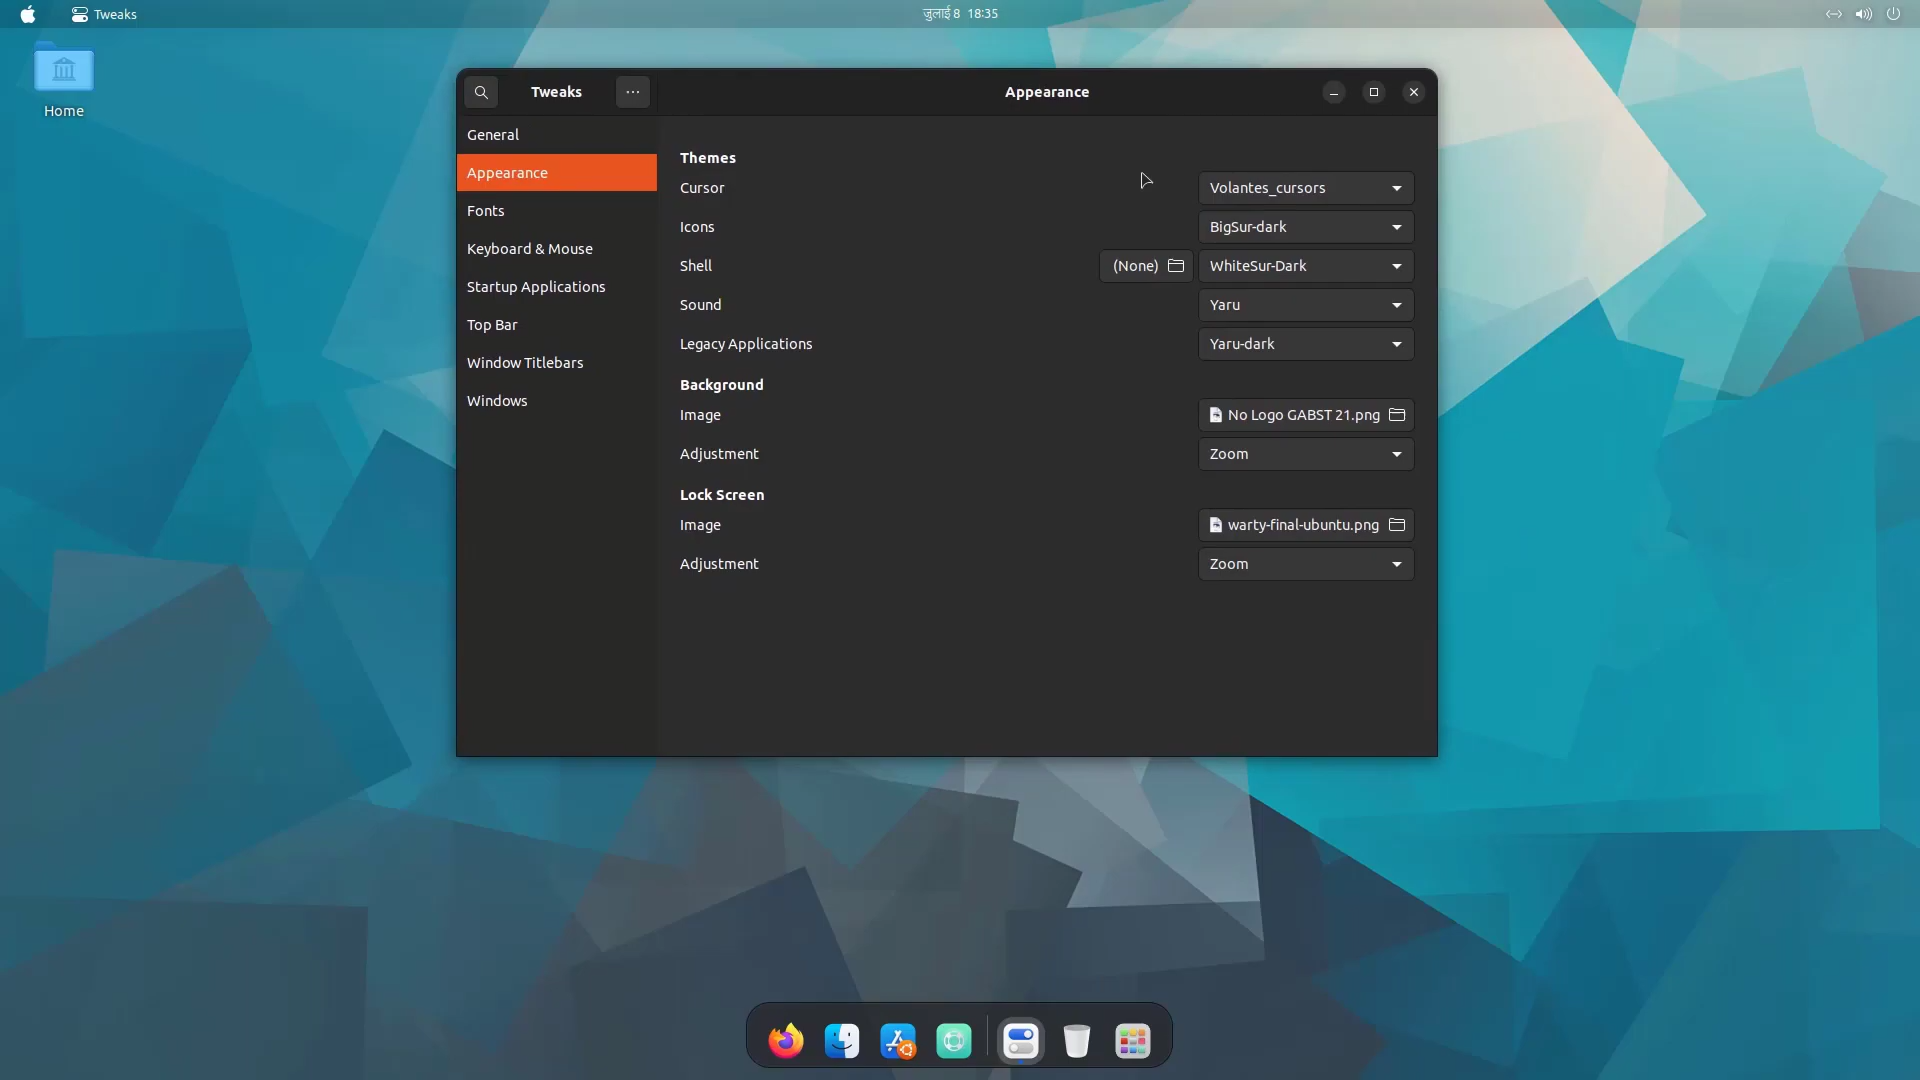 Tweaks
जुलाई 8 18:35
Home
Tweaks
Appearance
General
Appearance
Fonts
Keyboard & Mouse
Startup Applications
Top Bar
Window Titlebars
Windows
Themes
Cursor Volantes_cursors
Icons BigSur-dark
Shell (None) WhiteSur-Dark
Sound Yaru
Legacy Applications Yaru-dark
Background
Image No Logo GABST 21.png
Adjustment Zoom
Lock Screen
Image warty-final-ubuntu.png
Adjustment Zoom